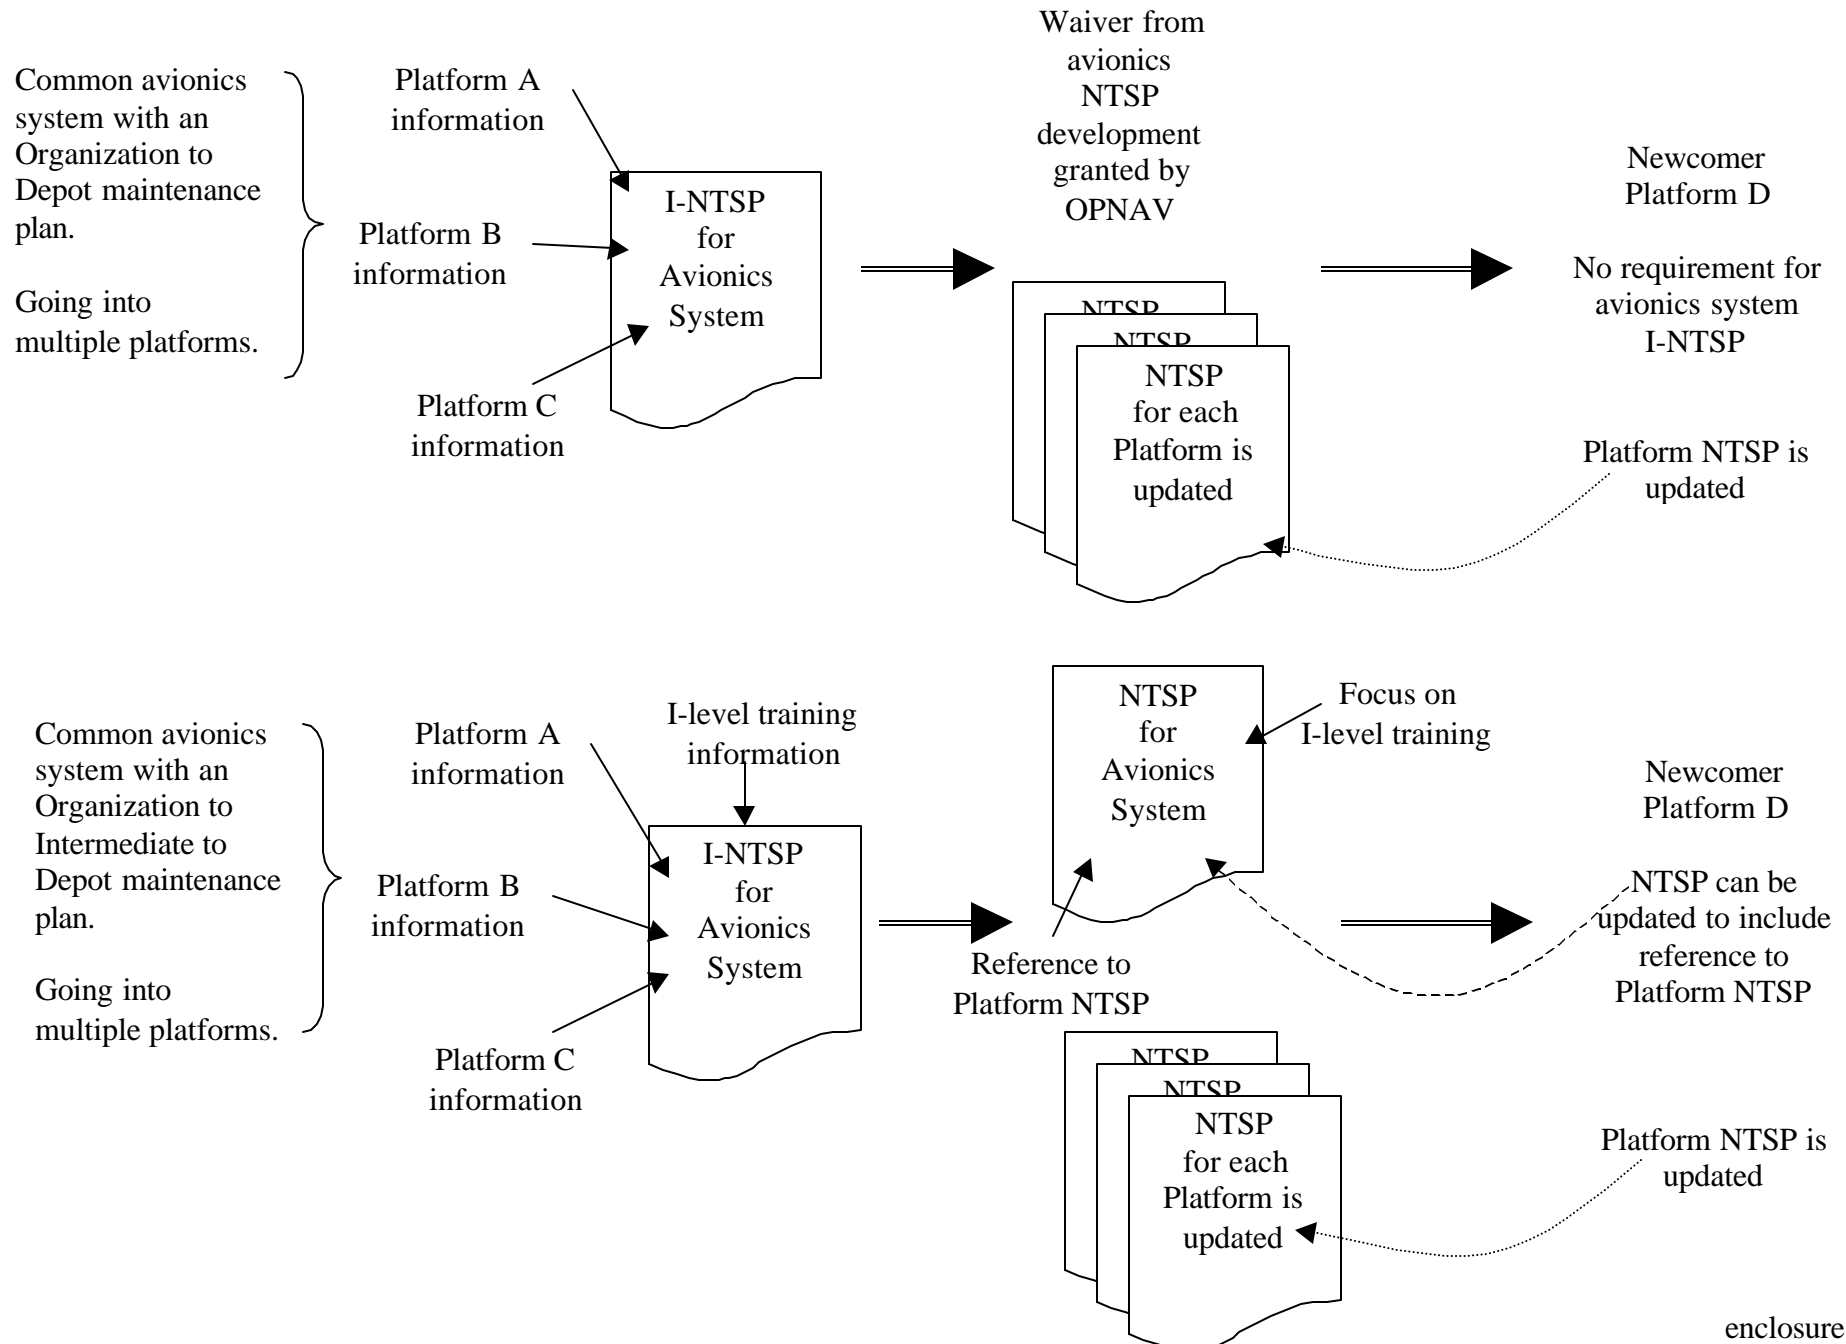 Common avionics
system with an
Organization to
Depot maintenance
plan.
Going into
multiple platforms.
Platform A
information
Platform B
information
Platform C
information
I-NTSP
for
Avionics
System
Waiver from
avionics
NTSP
development
granted by
OPNAV
NTSP
NTSP
NTSP
for each
Platform is
updated
Newcomer
Platform D
No requirement for
avionics system
I-NTSP
Platform NTSP is
updated
Common avionics
system with an
Organization to
Intermediate to
Depot maintenance
plan.
Going into
multiple platforms.
Platform A
information
Platform B
information
Platform C
information
I-level training
information
I-NTSP
for
Avionics
System
NTSP
for
Avionics
System
Focus on
I-level training
Reference to
Platform NTSP
NTSP
NTSP
NTSP
for each
Platform is
updated
Newcomer
Platform D
NTSP can be
updated to include
reference to
Platform NTSP
Platform NTSP is
updated
enclosure